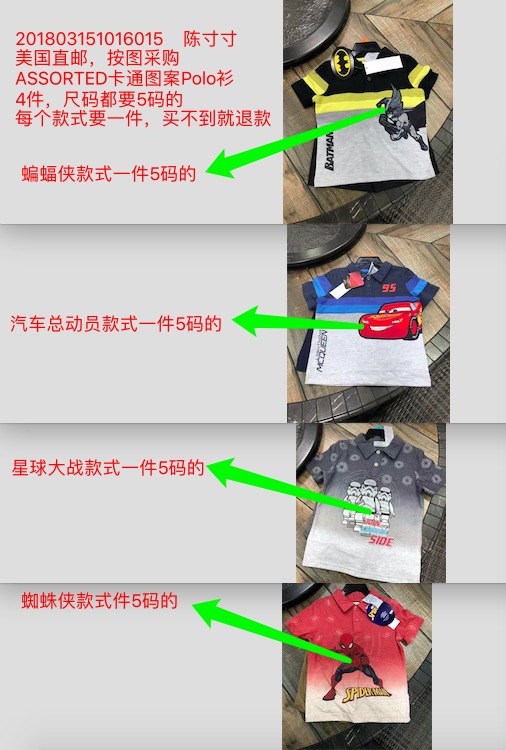 201803151016015 陈寸寸
美国直邮，按图采购
ASSORTED卡通图案Polo衫
4件，尺码都要5码的
每个款式要一件，买不到就退款
蝙蝠侠款式一件5码的
BATMAN
汽车总动员款式一件5码的
95
MCQUEEN
星球大战款式一件5码的
SIDE
蜘蛛侠款式件5码的
SPIDER-MAN